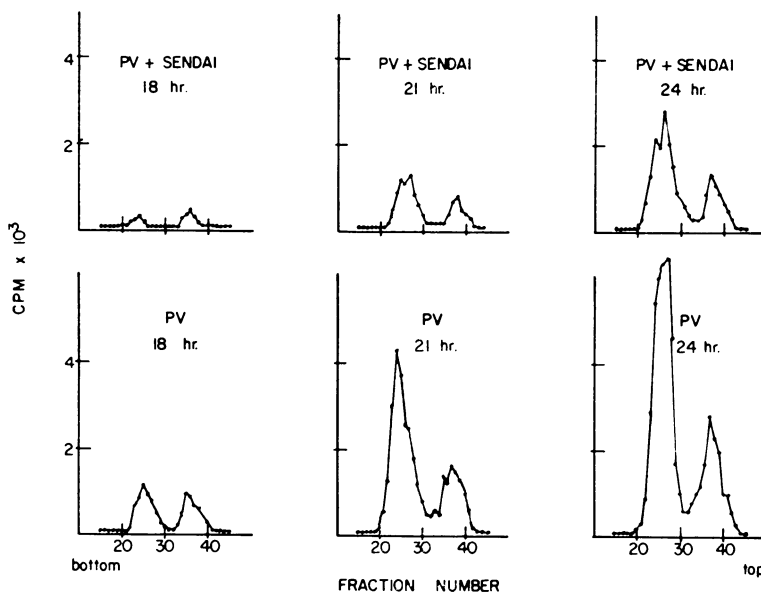 4
2
PV + SENDAI
18 hr.
PV + SENDAI
21 hr.
PV + SENDAI
24 hr.
CPM x 10³
4
2
PV
18 hr.
PV
21 hr.
PV
24 hr.
20 30 40
20 30 40
20 30 40
bottom
top
FRACTION NUMBER